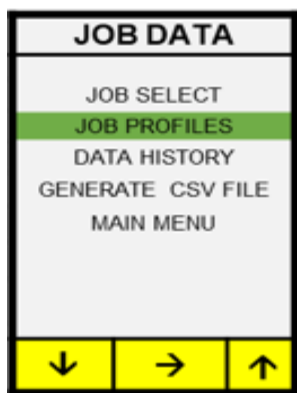 JOB DATA
JOB SELECT
JOB PROFILES
DATA HISTORY
GENERATE CSV FILE
MAIN MENU
↓ → ↑